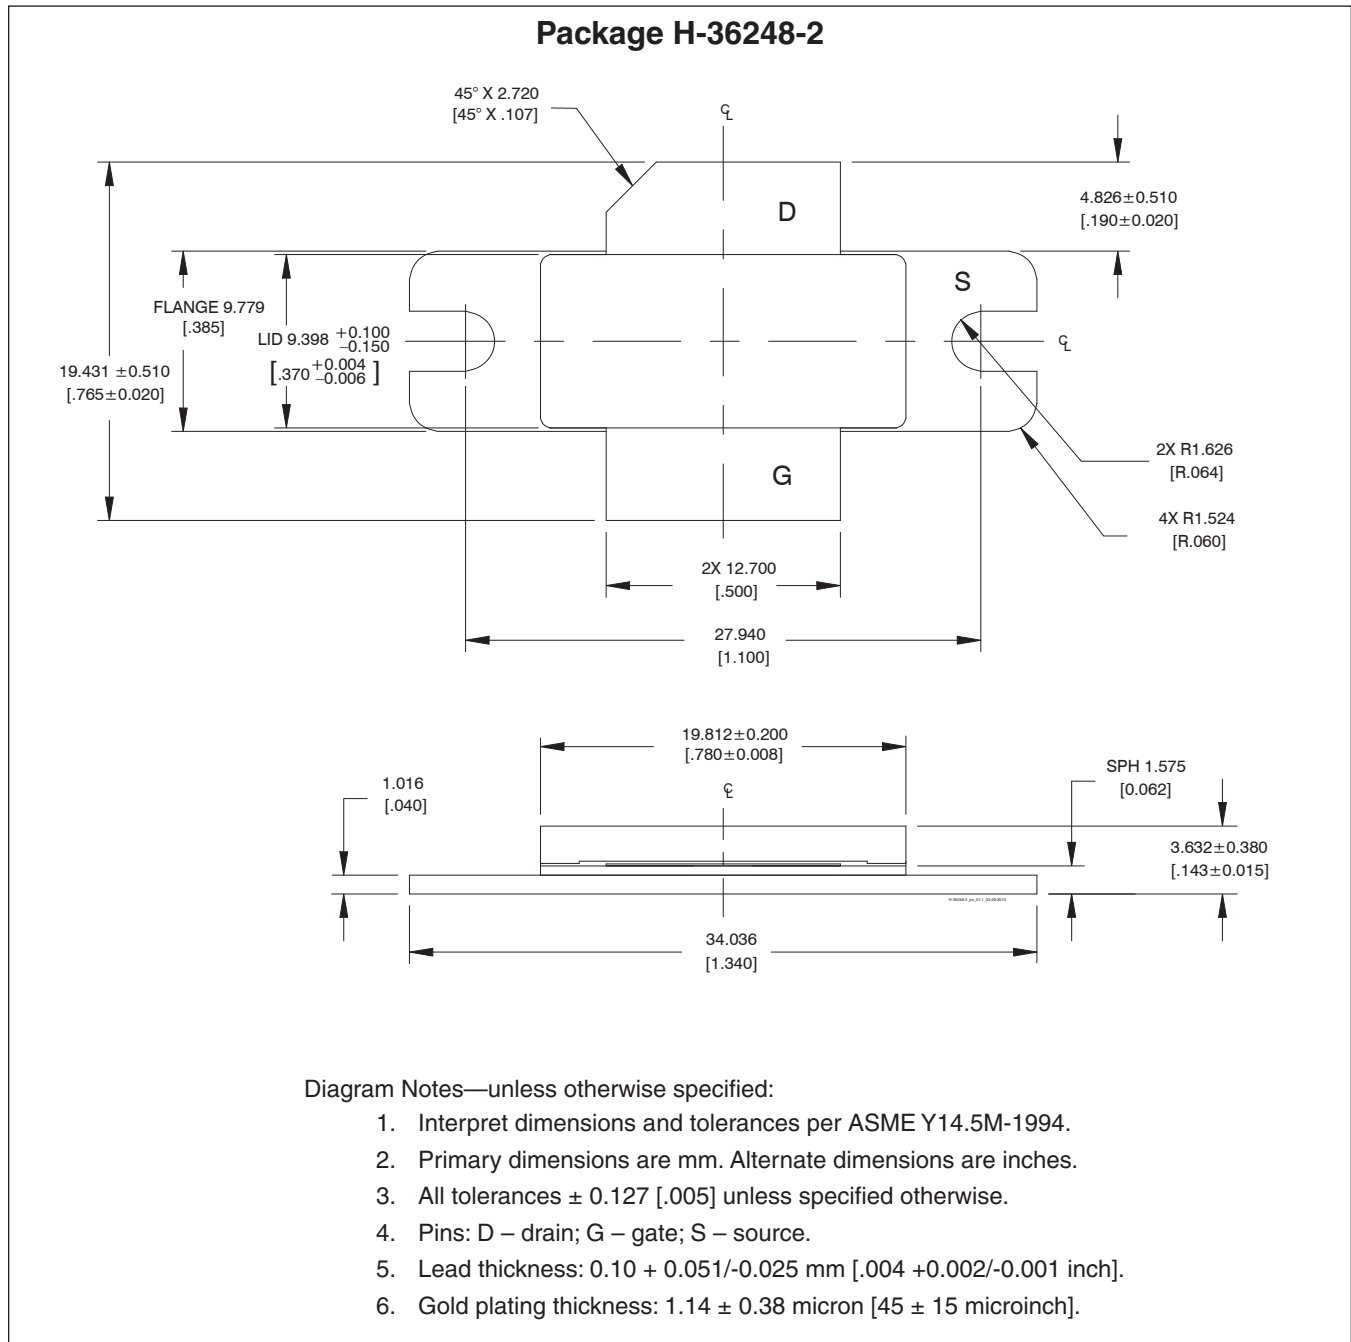 Package H-36248-2
45° X 2.720
[45° X .107]
℄
4.826±0.510
[.190±0.020]
D
S
FLANGE 9.779
[.385]
LID 9.398 +0.100
–0.150
[.370 +0.004
–0.006 ]
℄
19.431 ±0.510
[.765±0.020]
2X R1.626
[R.064]
G
4X R1.524
[R.060]
2X 12.700
[.500]
27.940
[1.100]
19.812±0.200
[.780±0.008]
SPH 1.575
[0.062]
1.016
[.040]
℄
3.632±0.380
[.143±0.015]
34.036
[1.340]
Diagram Notes—unless otherwise specified:
1. Interpret dimensions and tolerances per ASME Y14.5M-1994.
2. Primary dimensions are mm. Alternate dimensions are inches.
3. All tolerances ± 0.127 [.005] unless specified otherwise.
4. Pins: D – drain; G – gate; S – source.
5. Lead thickness: 0.10 + 0.051/-0.025 mm [.004 +0.002/-0.001 inch].
6. Gold plating thickness: 1.14 ± 0.38 micron [45 ± 15 microinch].